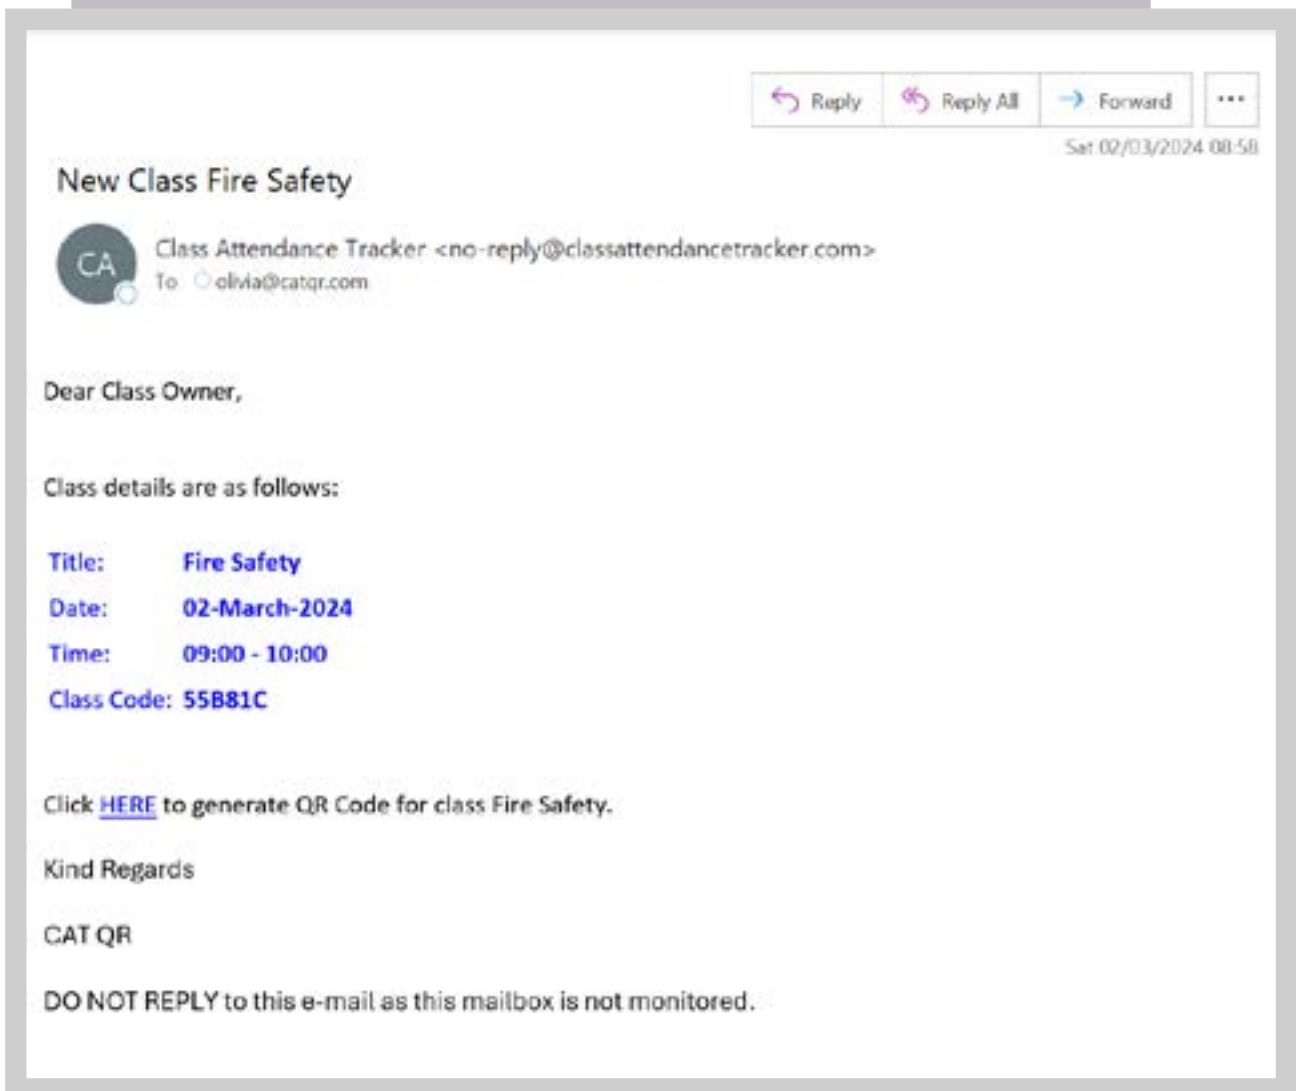 Reply Reply All Forward ...
Sat 02/03/2024 08:58
New Class Fire Safety
CA
Class Attendance Tracker <no-reply@classattendancetracker.com>
To olivia@catqr.com
Dear Class Owner,
Class details are as follows:
Title: Fire Safety
Date: 02-March-2024
Time: 09:00 - 10:00
Class Code: 55B81C
Click HERE to generate QR Code for class Fire Safety.
Kind Regards
CAT QR
DO NOT REPLY to this e-mail as this mailbox is not monitored.